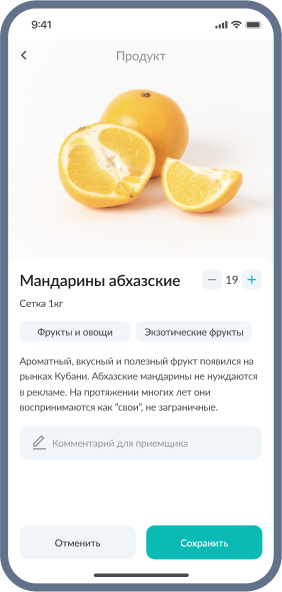 9:41
Продукт
Мандарины абхазские
19
Сетка 1кг
Фрукты и овощи
Экзотические фрукты
Ароматный, вкусный и полезный фрукт появился на
рынках Кубани. Абхазские мандарины не нуждаются
в рекламе. На протяжении многих лет они
воспринимаются как "свои", не заграничные.
Комментарий для приемщика
Отменить
Сохранить